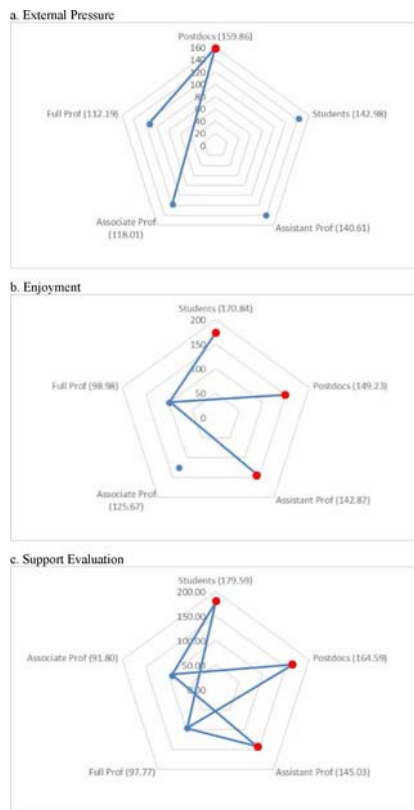 a. External Pressure
Postdocs (159.86)
160
140
120
100
80
60
40
20
0
Full Prof (112.19)
Students (142.98)
Associate Prof
(118.01)
Assistant Prof (140.61)
b. Enjoyment
Students (170.84)
200
150
100
50
0
Full Prof (98.98)
Postdocs (149.23)
Associate Prof
(125.67)
Assistant Prof (142.87)
c. Support Evaluation
Students (179.59)
200.00
150.00
100.00
50.00
0.00
Associate Prof (91.80)
Postdocs (164.59)
Full Prof (97.77)
Assistant Prof (145.03)